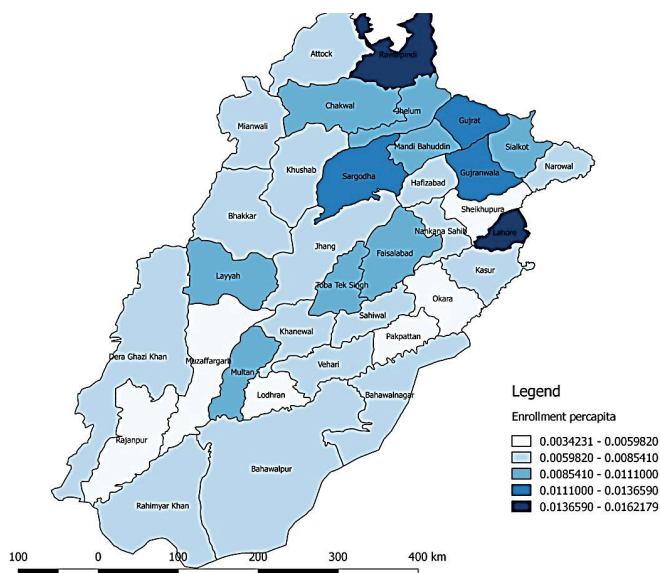 Attock
Rawalpindi
Chakwal
Jhelum
Mianwali
Gujrat
Mandi Bahuddin
Sialkot
Khushab
Sargodha
Gujranwala
Narowal
Hafizabad
Sheikhupura
Bhakkar
Nankana Sahib
Lahore
Jhang
Faisalabad
Kasur
Layyah
Toba Tek Singh
Okara
Sahiwal
Khanewal
Pakpattan
Dera Ghazi Khan
Muzaffargarh
Vehari
Multan
Lodhran
Bahawalnagar
Rajanpur
Bahawalpur
Rahimyar Khan
Legend
Enrollment percapita
0.0034231 - 0.0059820
0.0059820 - 0.0085410
0.0085410 - 0.0111000
0.0111000 - 0.0136590
0.0136590 - 0.0162179
100 0 100 200 300 400 km